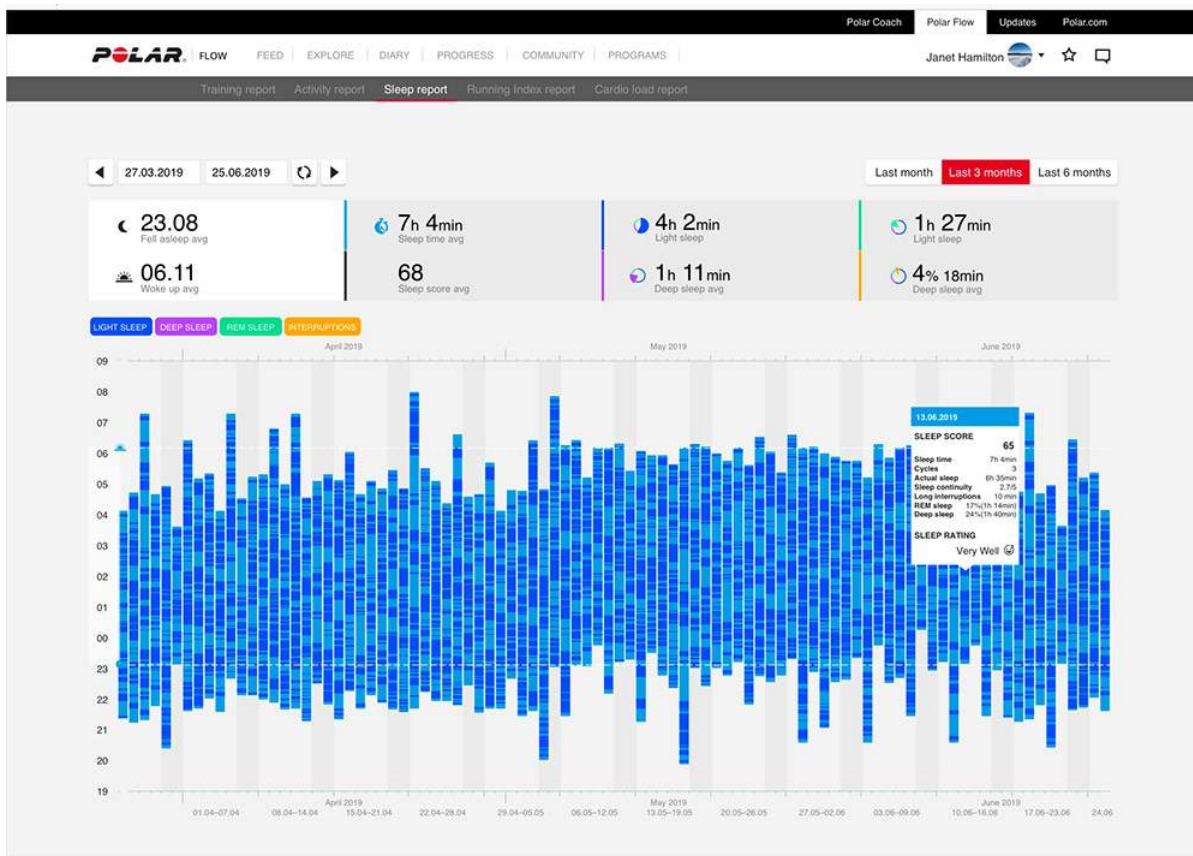 Polar Coach Polar Flow Updates Polar.com
POLAR. FLOW FEED EXPLORE DIARY PROGRESS COMMUNITY PROGRAMS Janet Hamilton
Training report Activity report Sleep report Running Index report Cardio load report
27.03.2019 25.06.2019 Last month Last 3 months Last 6 months
23.08 7h 4min 4h 2min 1h 27min
Fell asleep avg Sleep time avg Light sleep Light sleep
06.11 68 1h 11min 4% 18min
Woke up avg Sleep score avg Deep sleep avg Deep sleep avg
LIGHT SLEEP DEEP SLEEP REM SLEEP INTERRUPTIONS
April 2019 May 2019 June 2019
09
08
07
06
05
04
03
02
01
00
23
22
21
20
19
13.06.2019
SLEEP SCORE
65
Sleep time 7h 4min
Cycles 3
Actual sleep 6h 35min
Sleep continuity 2.7/5
Long interruptions 10 min
REM sleep 17%(1h 14min)
Deep sleep 24%(1h 40min)
SLEEP RATING
Very Well
April 2019 May 2019 June 2019
01.04–07.04 08.04–14.04 15.04–21.04 22.04–28.04 29.04–05.05 06.05–12.05 13.05–19.05 20.05–26.05 27.05–02.06 03.06–09.06 10.06–16.06 17.06–23.06 24.06